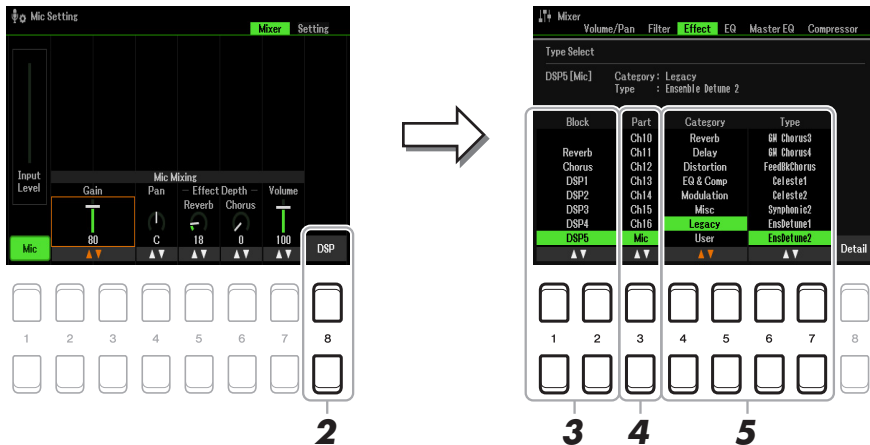 Mic Setting
Mixer Setting
Input Level
Mic Mixing
Gain Pan Effect Depth Volume
Reverb Chorus
80 C 18 0 100
Mic DSP
1 2 3 4 5 6 7 8
2
Mixer
Volume/Pan Filter Effect EQ Master EQ Compressor
Type Select
DSP5 [Mic] Category : Legacy
Type : Ensemble Detune 2
Block Part Category Type
Ch10 Reverb GM Chorus3
Reverb Ch11 Delay GM Chorus4
Chorus Ch12 Distortion FeedBkChorus
DSP1 Ch13 EQ & Comp Celeste1
DSP2 Ch14 Modulation Celeste2
DSP3 Ch15 Misc Symphonic2
DSP4 Ch16 Legacy EnsDetune1
DSP5 Mic User EnsDetune2
Detail
1 2 3 4 5 6 7 8
3 4 5